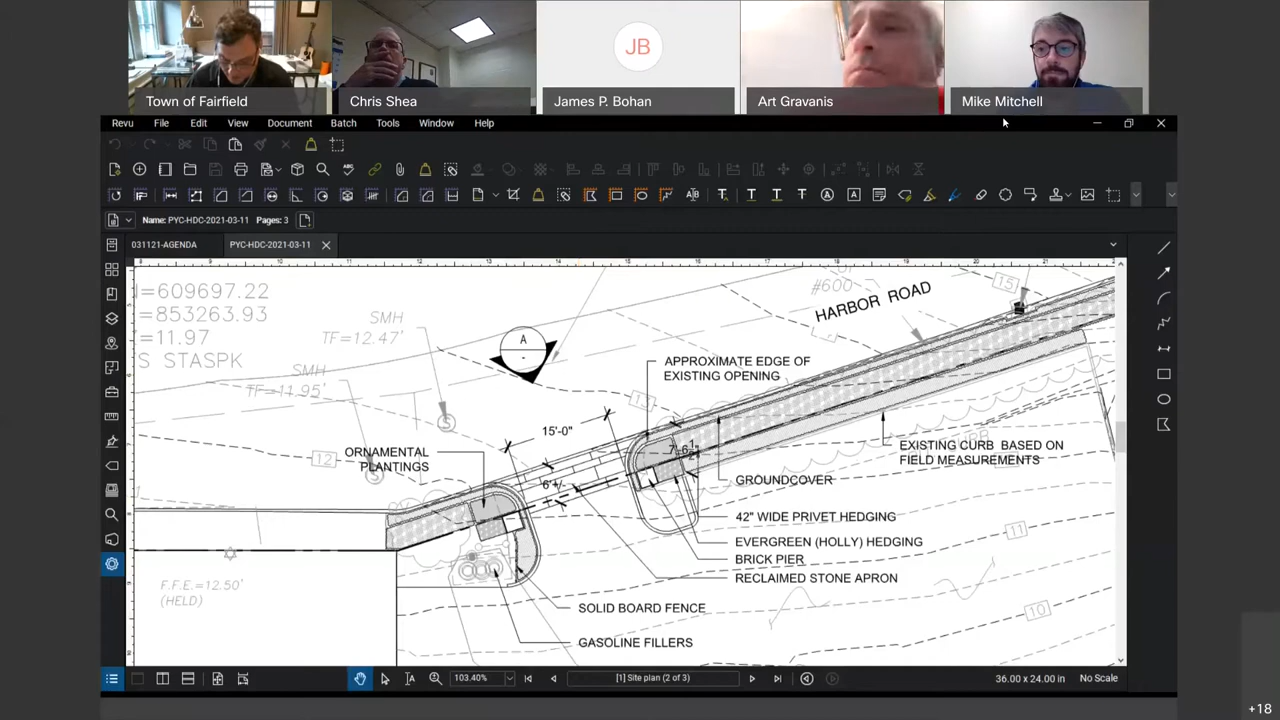 JB
Town of Fairfield
Chris Shea
James P. Bohan
Art Gravanis
Mike Mitchell
Revu File Edit View Document Batch Tools Window Help
Name: PYC-HDC-2021-03-11 Pages: 3
031121-AGENDA
PYC-HDC-2021-03-11
=609697.22
=853263.93
=11.97
S STASPK
SMH
TF=12.47'
SMH
TF=11.95'
A
-
#600
HARBOR ROAD
15
APPROXIMATE EDGE OF
EXISTING OPENING
13
15'-0"
ORNAMENTAL
PLANTINGS
12
S
S
6'+/-
EXISTING CURB BASED ON
FIELD MEASUREMENTS
GROUNDCOVER
42" WIDE PRIVET HEDGING
EVERGREEN (HOLLY) HEDGING
BRICK PIER
RECLAIMED STONE APRON
11
10
F.F.E.=12.50'
(HELD)
SOLID BOARD FENCE
GASOLINE FILLERS
103.40%
[1] Site plan (2 of 3)
36.00 x 24.00 in
No Scale
+18